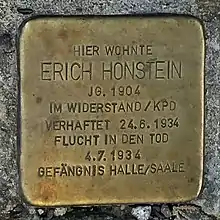 HIER WOHNTE
ERICH HONSTEIN
JG. 1904
IM WIDERSTAND/KPD
VERHAFTET 24.6.1934
FLUCHT IN DEN TOD
4.7.1934
GEFÄNGNIS HALLE/SAALE